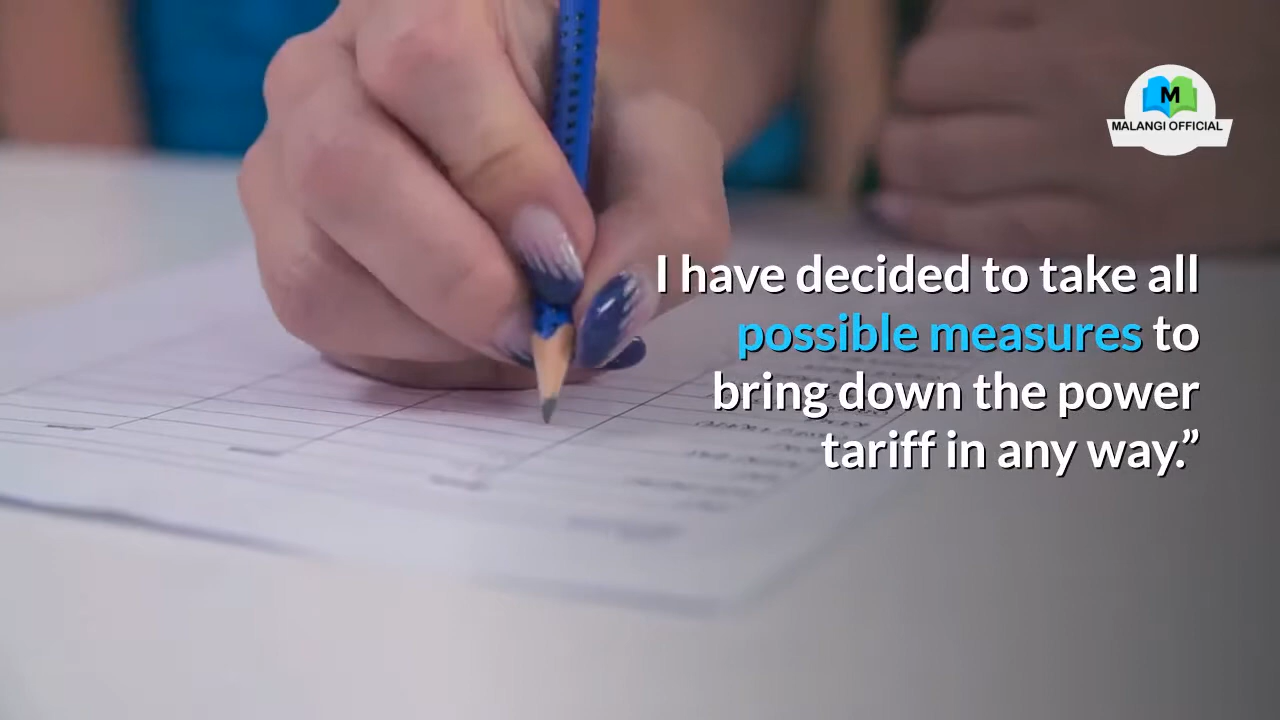 M
MALANGI OFFICIAL
I have decided to take all
possible measures to
bring down the power
tariff in any way.”